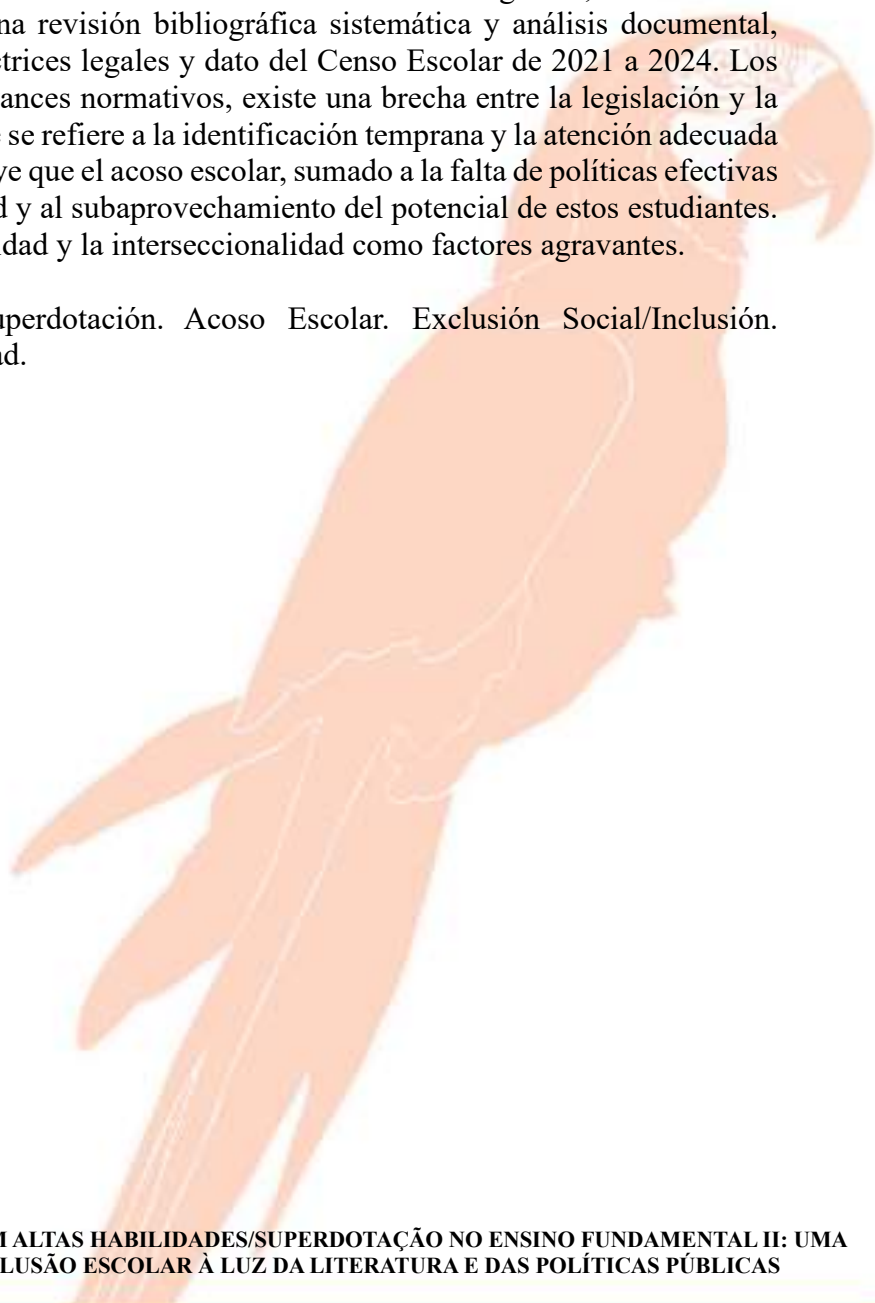 na revisión bibliográfica sistemática y análisis documental,
ctrices legales y dato del Censo Escolar de 2021 a 2024. Los
ances normativos, existe una brecha entre la legislación y la
e se refiere a la identificación temprana y la atención adecuada
ye que el acoso escolar, sumado a la falta de políticas efectivas
d y al subaprovechamiento del potencial de estos estudiantes.
idad y la interseccionalidad como factores agravantes.
uperdotación. Acoso Escolar. Exclusión Social/Inclusión.
ad.
M ALTAS HABILIDADES/SUPERDOTAÇÃO NO ENSINO FUNDAMENTAL II: UMA
LUSÃO ESCOLAR À LUZ DA LITERATURA E DAS POLÍTICAS PÚBLICAS